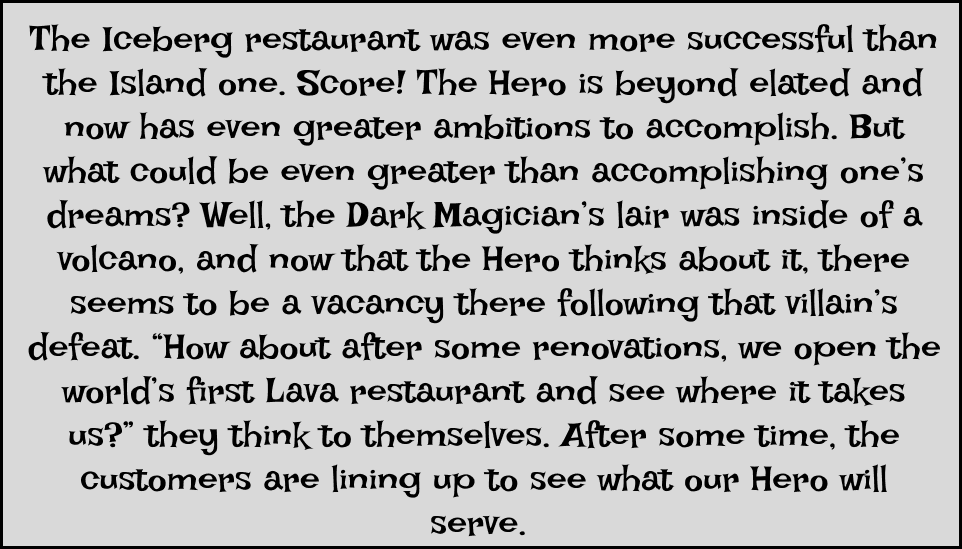 The Iceberg restaurant was even more successful than
the Island one. Score! The Hero is beyond elated and
now has even greater ambitions to accomplish. But
what could be even greater than accomplishing one's
dreams? Well, the Dark Magician's lair was inside of a
volcano, and now that the Hero thinks about it, there
seems to be a vacancy there following that villain's
defeat. “How about after some renovations, we open the
world's first Lava restaurant and see where it takes
us?” they think to themselves. After some time, the
customers are lining up to see what our Hero will
serve.